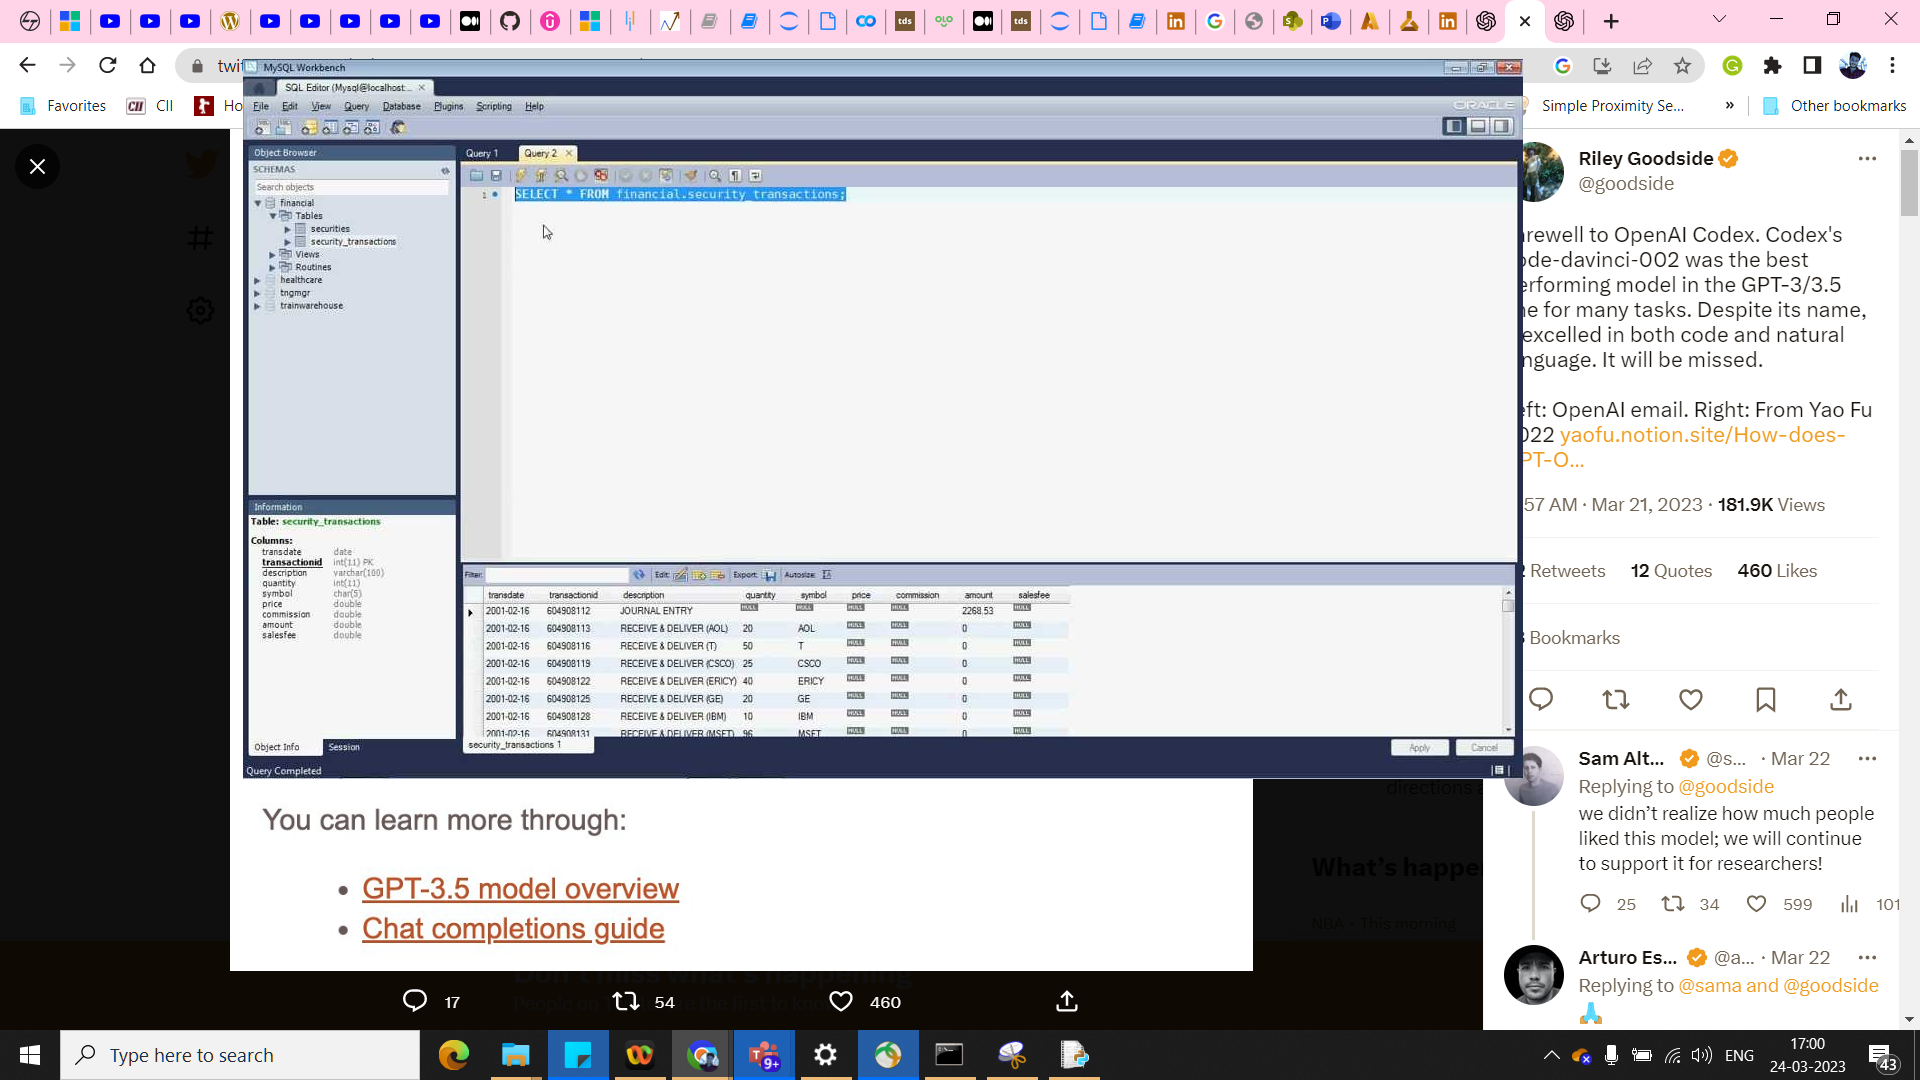 twi
Favorites
CII
Ho
Simple Proximity Se...
»
Other bookmarks
MySQL Workbench
SQL Editor (Mysql@localhost...
File Edit View Query Database Plugins Scripting Help
ORACLE
Object Browser
SCHEMAS
Search objects
financial
Tables
securities
security_transactions
Views
Routines
healthcare
tngmgr
trainwarehouse
Query 1
Query 2
1
SELECT * FROM financial.security_transactions;
Information
Table: security_transactions
Columns:
transdate date
transactionid int(11) PK
description varchar(100)
quantity int(11)
symbol char(5)
price double
commission double
amount double
salesfee double
Object Info Session
Query Completed
Filter: Edit: Export: Autosize:
transdate transactionid description quantity symbol price commission amount salesfee
2001-02-16 604908112 JOURNAL ENTRY NULL NULL NULL NULL 2268.53 NULL
2001-02-16 604908113 RECEIVE & DELIVER (AOL) 20 AOL NULL NULL 0 NULL
2001-02-16 604908116 RECEIVE & DELIVER (T) 50 T NULL NULL 0 NULL
2001-02-16 604908119 RECEIVE & DELIVER (CSCO) 25 CSCO NULL NULL 0 NULL
2001-02-16 604908122 RECEIVE & DELIVER (ERICY) 40 ERICY NULL NULL 0 NULL
2001-02-16 604908125 RECEIVE & DELIVER (GE) 20 GE NULL NULL 0 NULL
2001-02-16 604908128 RECEIVE & DELIVER (IBM) 10 IBM NULL NULL 0 NULL
2001-02-16 604908131 RECEIVE & DELIVER (MSFT) 96 MSFT NULL NULL 0 NULL
security_transactions 1
Apply Cancel
You can learn more through:
• GPT-3.5 model overview
• Chat completions guide
17 54 460
directions a
What's happe
NBA · This morning
Don't miss what's happening
Riley Goodside
@goodside
arewell to OpenAI Codex. Codex's
ode-davinci-002 was the best
erforming model in the GPT-3/3.5
ne for many tasks. Despite its name,
excelled in both code and natural
nguage. It will be missed.
eft: OpenAI email. Right: From Yao Fu
022 yaofu.notion.site/How-does-
PT-O...
57 AM · Mar 21, 2023 · 181.9K Views
Retweets 12 Quotes 460 Likes
Bookmarks
Sam Alt... @s... · Mar 22
Replying to @goodside
we didn't realize how much people
liked this model; we will continue
to support it for researchers!
25 34 599 101
Arturo Es... @a... · Mar 22
Replying to @sama and @goodside
Type here to search
9+
ENG
17:00
24-03-2023
43